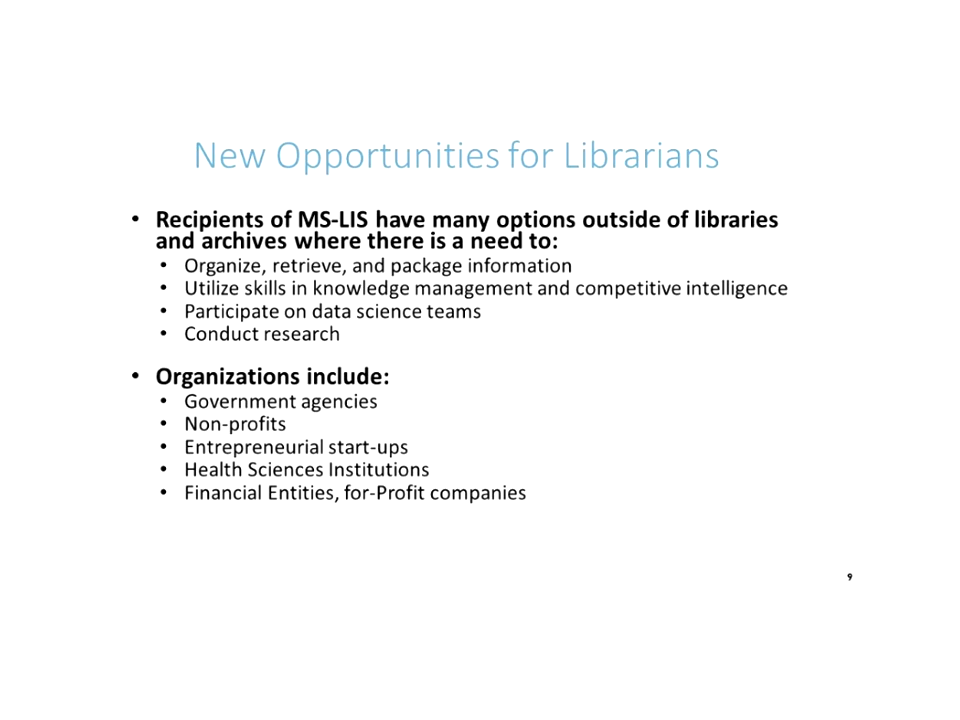 New Opportunities for Librarians
• Recipients of MS-LIS have many options outside of libraries
and archives where there is a need to:
• Organize, retrieve, and package information
• Utilize skills in knowledge management and competitive intelligence
• Participate on data science teams
• Conduct research
• Organizations include:
• Government agencies
• Non-profits
• Entrepreneurial start-ups
• Health Sciences Institutions
• Financial Entities, for-Profit companies
9